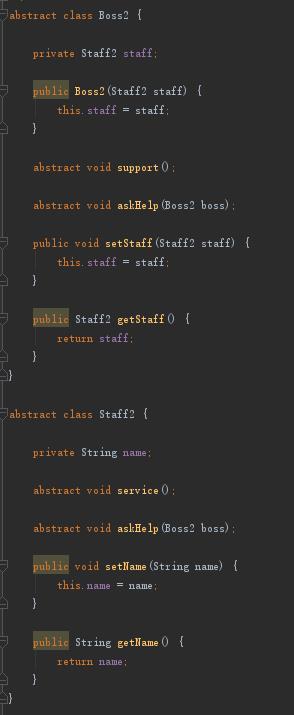 abstract class Boss2 {
private Staff2 staff;
public Boss2(Staff2 staff) {
this.staff = staff;
}
abstract void support();
abstract void askHelp(Boss2 boss);
public void setStaff(Staff2 staff) {
this.staff = staff;
}
public Staff2 getStaff() {
return staff;
}
}
abstract class Staff2 {
private String name;
abstract void service();
abstract void askHelp(Boss2 boss);
public void setName(String name) {
this.name = name;
}
public String getName() {
return name;
}
}